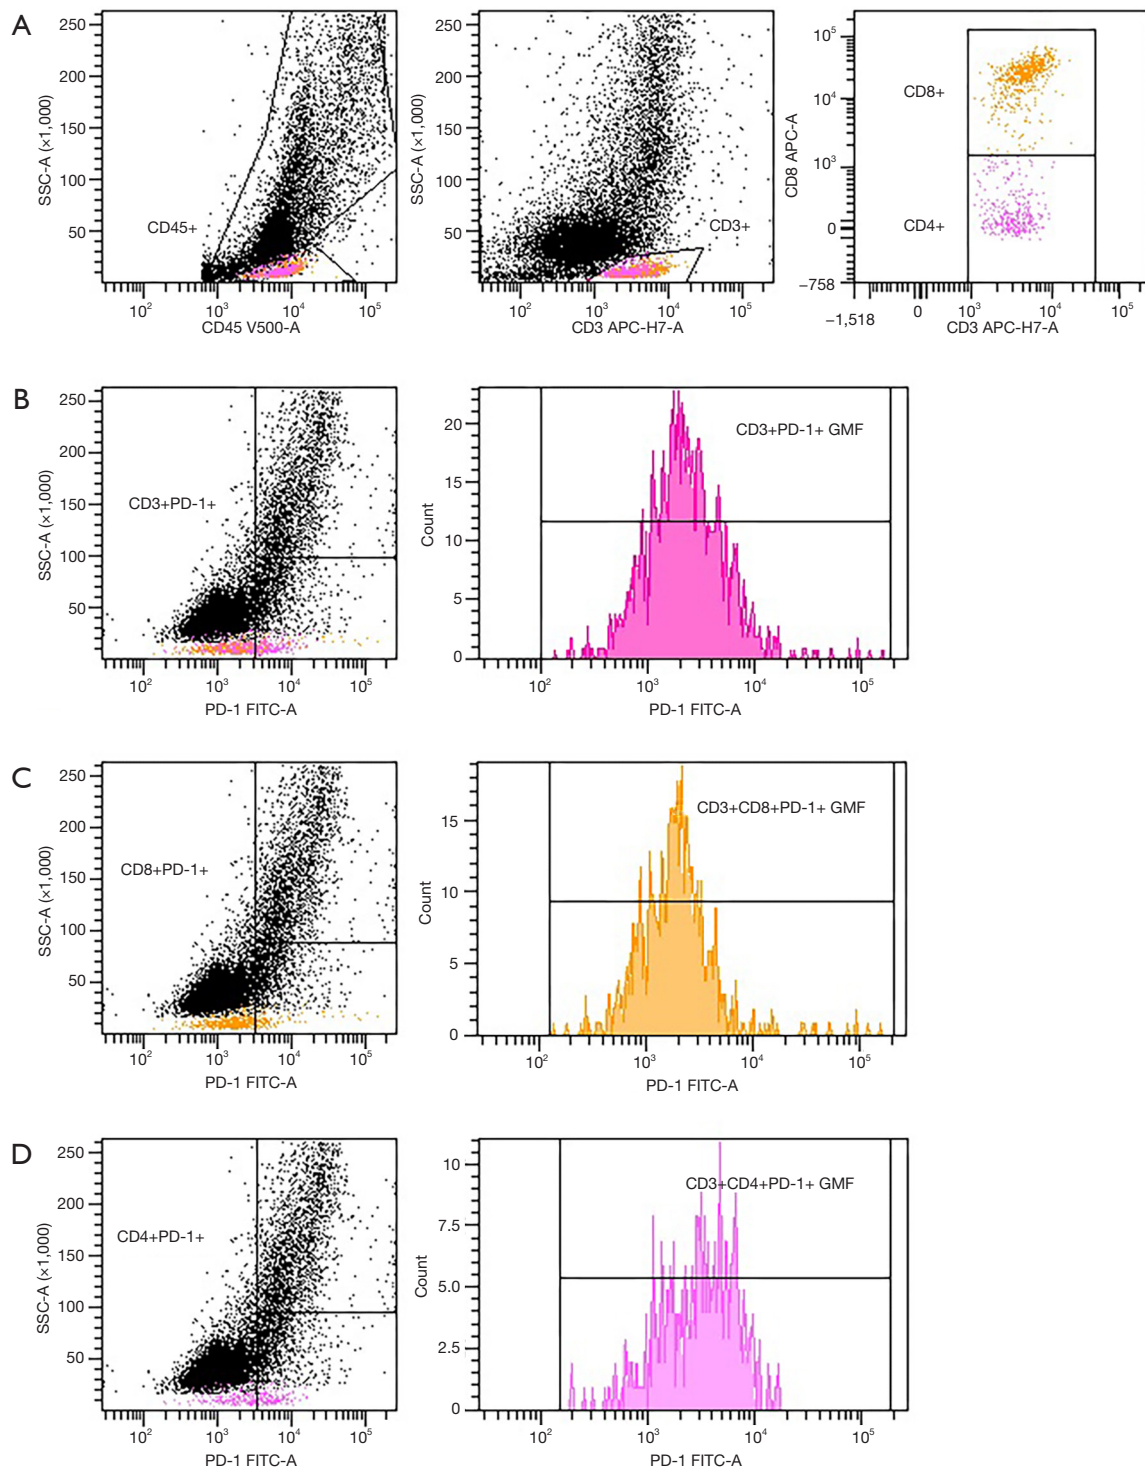 A
SSC-A (×1,000)
250
200
150
100
50
CD45+
10² 10³ 10⁴ 10⁵
CD45 V500-A
SSC-A (×1,000)
250
200
150
100
50
CD3+
10² 10³ 10⁴ 10⁵
CD3 APC-H7-A
CD8 APC-A
10⁵
10⁴
10³
0
−758
CD8+
CD4+
−1,518
0 10³ 10⁴ 10⁵
CD3 APC-H7-A
B
SSC-A (×1,000)
250
200
150
100
50
CD3+PD-1+
10² 10³ 10⁴ 10⁵
PD-1 FITC-A
Count
20
15
10
5
0
CD3+PD-1+ GMF
10² 10³ 10⁴ 10⁵
PD-1 FITC-A
C
SSC-A (×1,000)
250
200
150
100
50
CD8+PD-1+
10² 10³ 10⁴ 10⁵
PD-1 FITC-A
Count
15
10
5
0
CD3+CD8+PD-1+ GMF
10² 10³ 10⁴ 10⁵
PD-1 FITC-A
D
SSC-A (×1,000)
250
200
150
100
50
CD4+PD-1+
10² 10³ 10⁴ 10⁵
PD-1 FITC-A
Count
10
7.5
5.0
2.5
0
CD3+CD4+PD-1+ GMF
10² 10³ 10⁴ 10⁵
PD-1 FITC-A